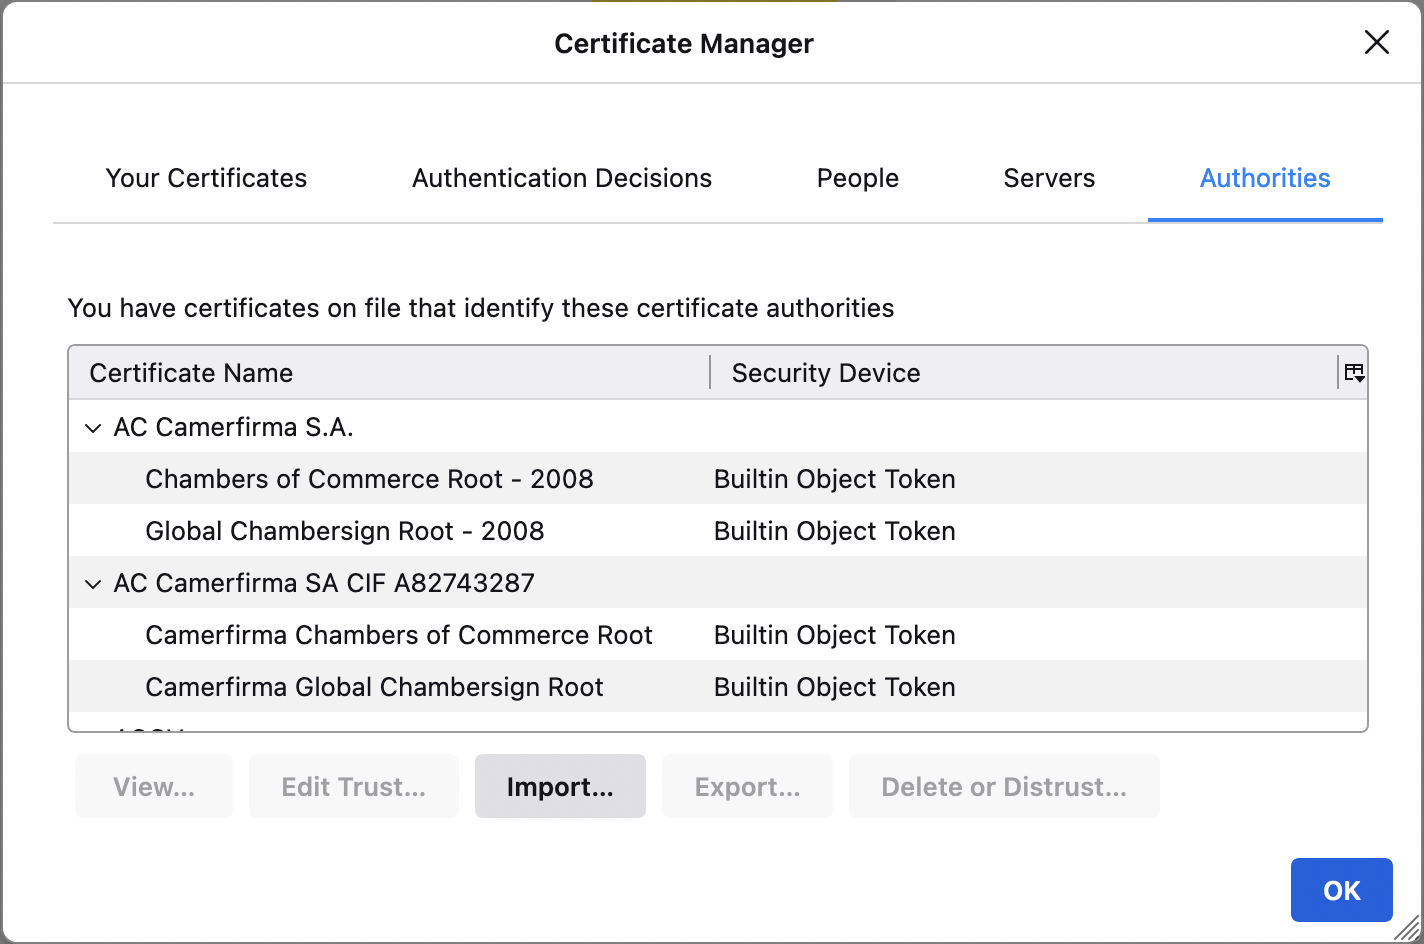 Certificate Manager
Your Certificates Authentication Decisions People Servers Authorities
You have certificates on file that identify these certificate authorities
Certificate Name Security Device
AC Camerfirma S.A.
Chambers of Commerce Root - 2008 Builtin Object Token
Global Chambersign Root - 2008 Builtin Object Token
AC Camerfirma SA CIF A82743287
Camerfirma Chambers of Commerce Root Builtin Object Token
Camerfirma Global Chambersign Root Builtin Object Token
View... Edit Trust... Import... Export... Delete or Distrust...
OK